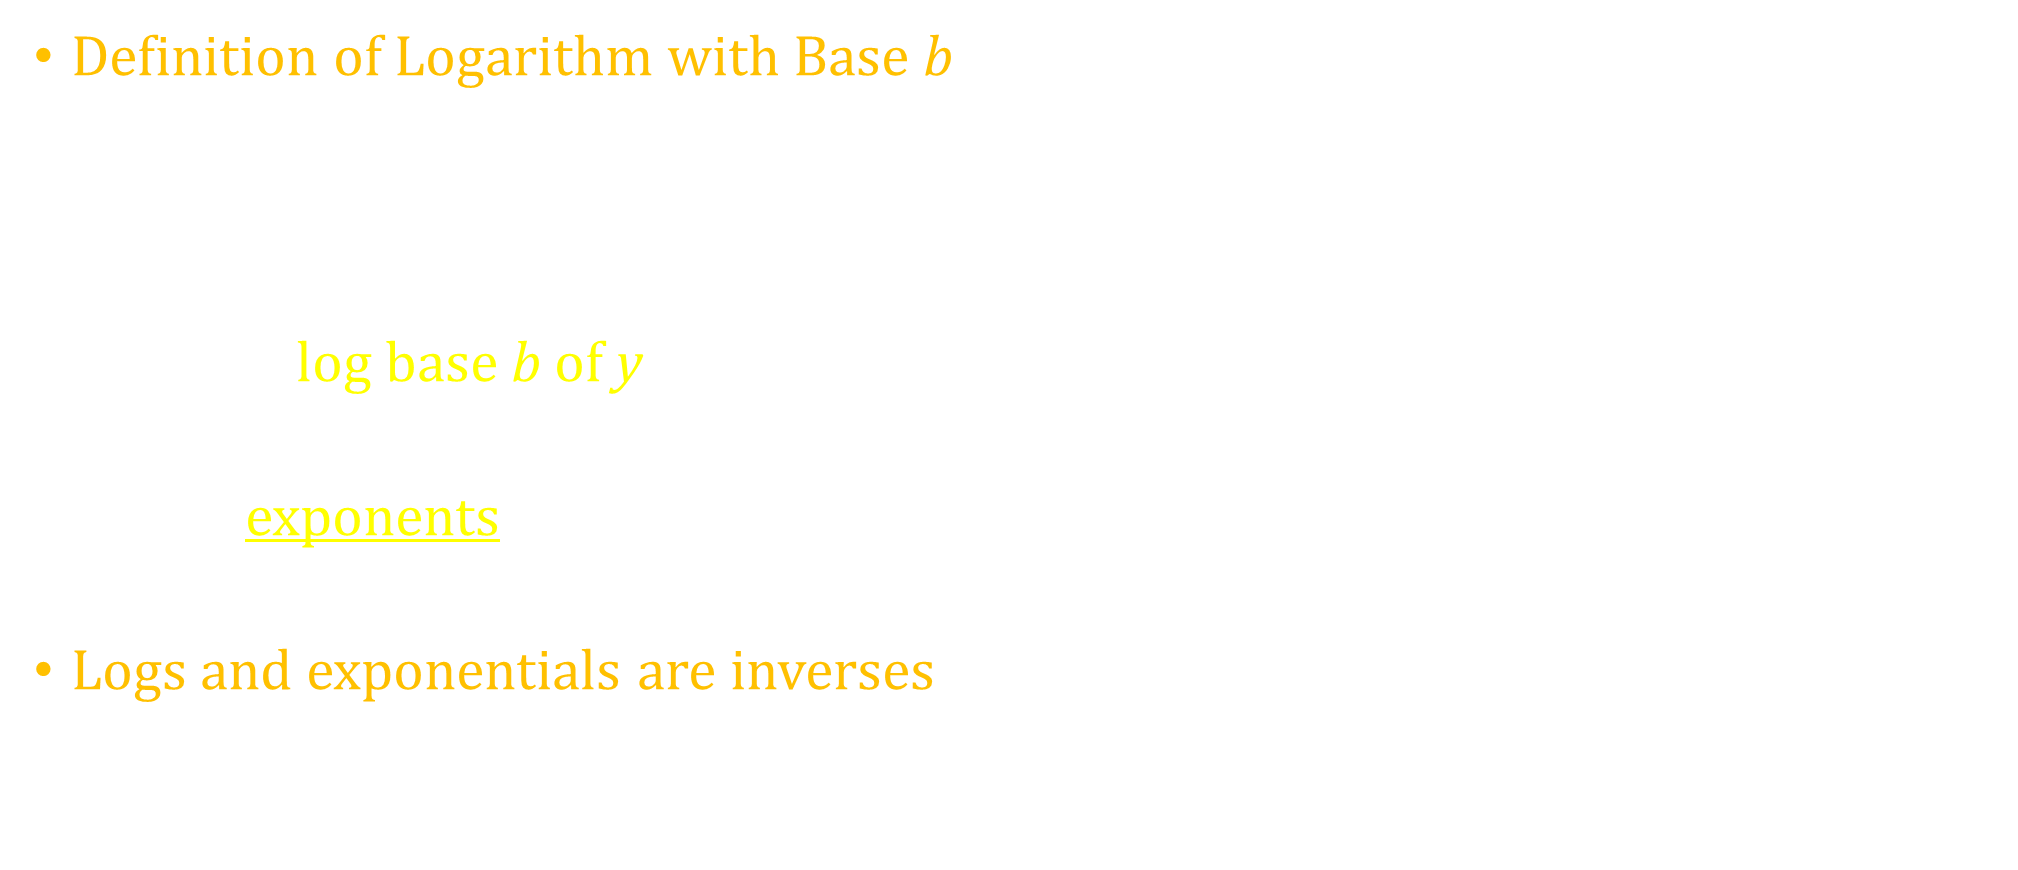 • Definition of Logarithm with Base b
log base b of y
exponents
• Logs and exponentials are inverses